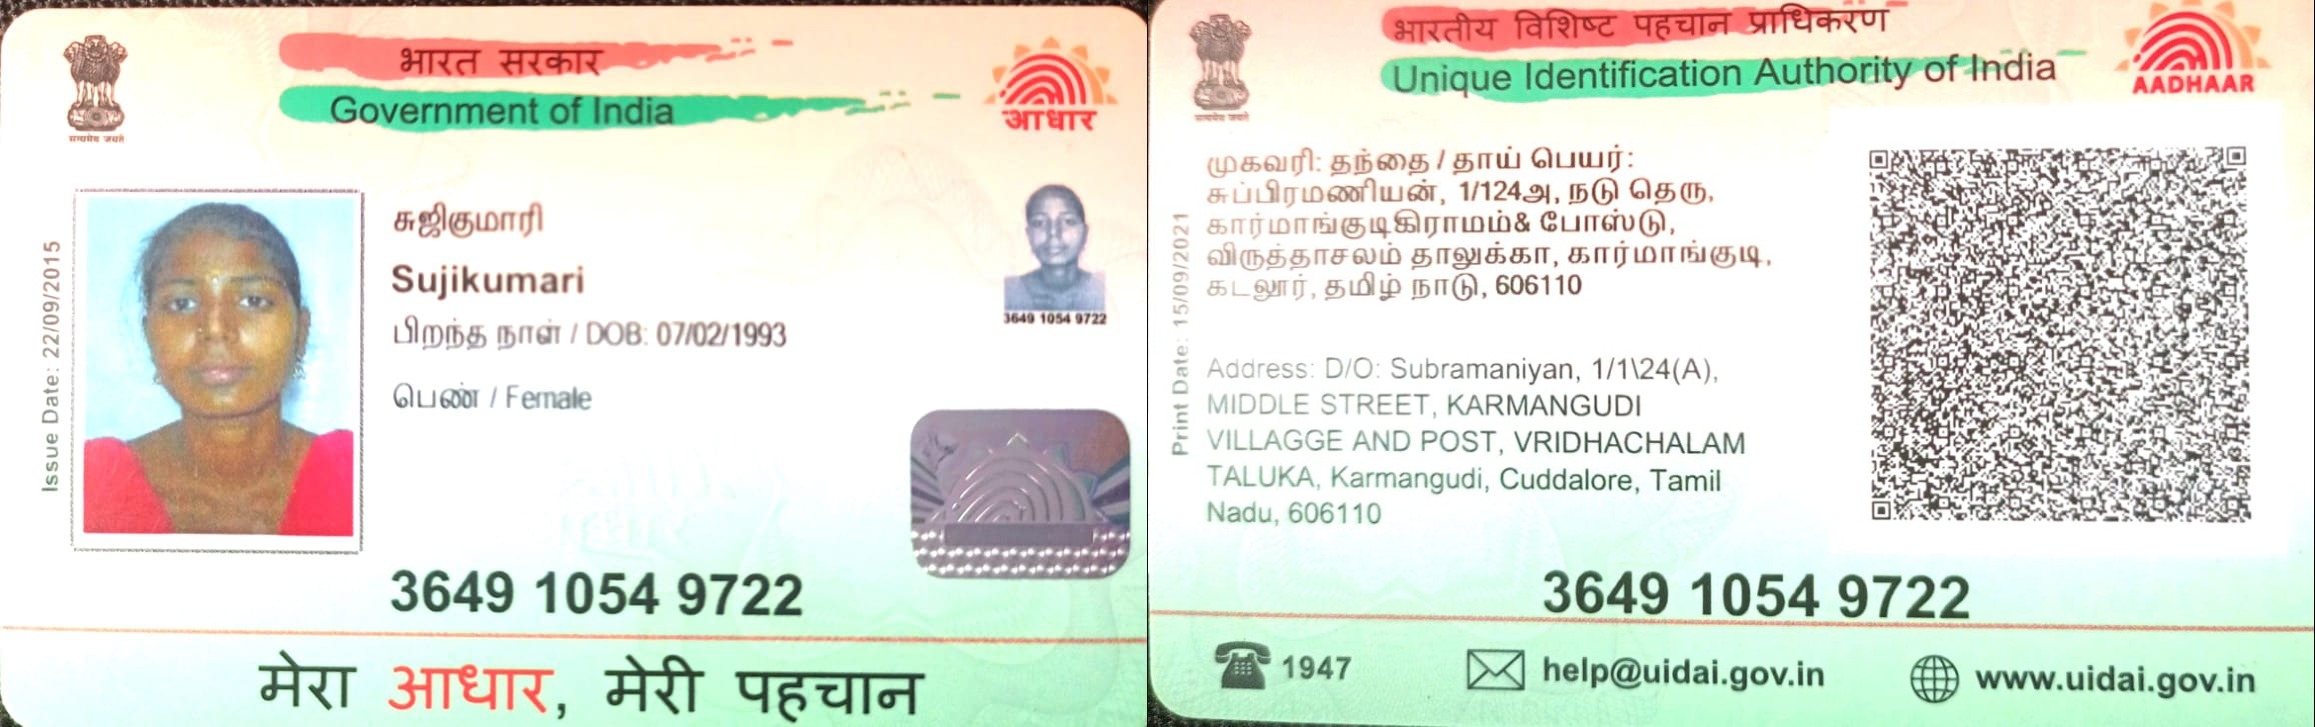 भारत सरकार
Government of India
आधार
सत्यमेव जयते
Issue Date: 22/09/2015
சுஜிகுமாரி
Sujikumari
பிறந்த நாள் / DOB: 07/02/1993
பெண் / Female
3649 1054 9722
3649 1054 9722
मेरा आधार, मेरी पहचान
भारतीय विशिष्ट पहचान प्राधिकरण
Unique Identification Authority of India
AADHAAR
सत्यमेव जयते
Print Date: 15/09/2021
முகவரி: தந்தை / தாய் பெயர்:
சுப்பிரமணியன், 1/124அ, நடு தெரு,
கார்மாங்குடிகிராமம்& போஸ்டு,
விருத்தாசலம் தாலுக்கா, கார்மாங்குடி,
கடலூர், தமிழ் நாடு, 606110
Address: D/O: Subramaniyan, 1/1\24(A),
MIDDLE STREET, KARMANGUDI
VILLAGGE AND POST, VRIDHACHALAM
TALUKA, Karmangudi, Cuddalore, Tamil
Nadu, 606110
3649 1054 9722
1947
help@uidai.gov.in
www.uidai.gov.in